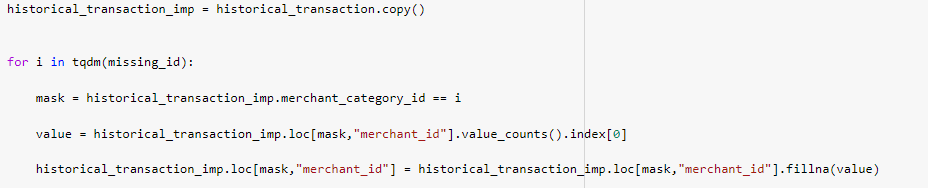 historical_transaction_imp = historical_transaction.copy()
for i in tqdm(missing_id):
mask = historical_transaction_imp.merchant_category_id == i
value = historical_transaction_imp.loc[mask,"merchant_id"].value_counts().index[0]
historical_transaction_imp.loc[mask,"merchant_id"] = historical_transaction_imp.loc[mask,"merchant_id"].fillna(value)